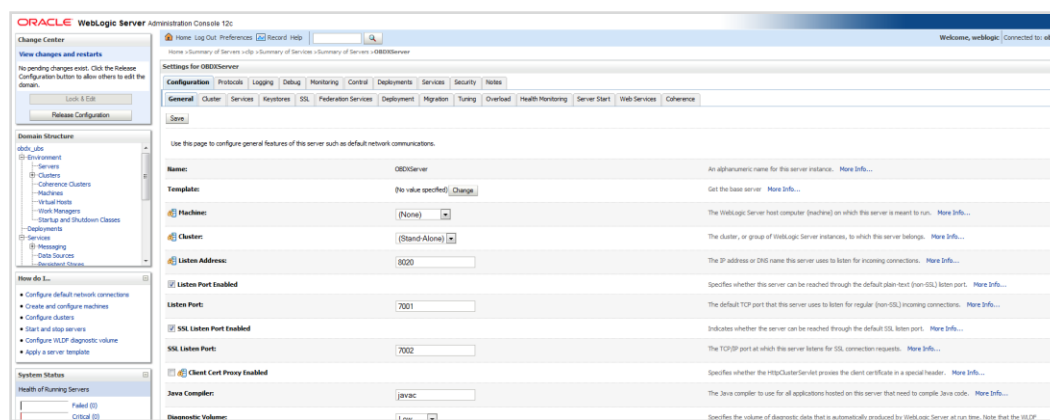 ORACLE WebLogic Server Administration Console 12c
Change Center
View changes and restarts
No pending changes exist. Click the Release
Configuration button to allow others to edit the
domain.
Lock & Edit
Release Configuration
Domain Structure
obdx_ubs
Environment
Servers
Clusters
Coherence Clusters
Machines
Virtual Hosts
Work Managers
Startup and Shutdown Classes
Deployments
Services
Messaging
Data Sources
Persistent Stores
How do I...
Configure default network connections
Create and configure machines
Configure clusters
Start and stop servers
Configure WLDF diagnostic volume
Apply a server template
System Status
Health of Running Servers
Failed (0)
Critical (0)
Home Log Out Preferences Record Help
Welcome, weblogic Connected to:
Home >Summary of Servers >clip >Summary of Services >Summary of Servers >OBDXServer
Settings for OBDXServer
Configuration Protocols Logging Debug Monitoring Control Deployments Services Security Notes
General Cluster Services Keystores SSL Federation Services Deployment Migration Tuning Overload Health Monitoring Server Start Web Services Coherence
Save
Use this page to configure general features of this server such as default network communications.
Name: OBDXServer An alphanumeric name for this server instance. More Info...
Template: (No value specified) Change Get the base server More Info...
Machine: (None) The WebLogic Server host computer (machine) on which this server is meant to run. More Info...
Cluster: (Stand-Alone) The cluster, or group of WebLogic Server instances, to which this server belongs. More Info...
Listen Address: 8020 The IP address or DNS name this server uses to listen for incoming connections. More Info...
Listen Port Enabled Specifies whether this server can be reached through the default plain-text (non-SSL) listen port. More Info...
Listen Port: 7001 The default TCP port that this server uses to listen for regular (non-SSL) incoming connections. More Info...
SSL Listen Port Enabled Indicates whether the server can be reached through the default SSL listen port. More Info...
SSL Listen Port: 7002 The TCP/IP port at which this server listens for SSL connection requests. More Info...
Client Cert Proxy Enabled Specifies whether the HttpClusterServlet proxies the client certificate in a special header. More Info...
Java Compiler: javac The Java compiler to use for all applications hosted on this server that need to compile Java code. More Info...
Diagnostic Volume: Low Specifies the volume of diagnostic data that is automatically produced by WebLogic Server at run time. Note that the WLDF